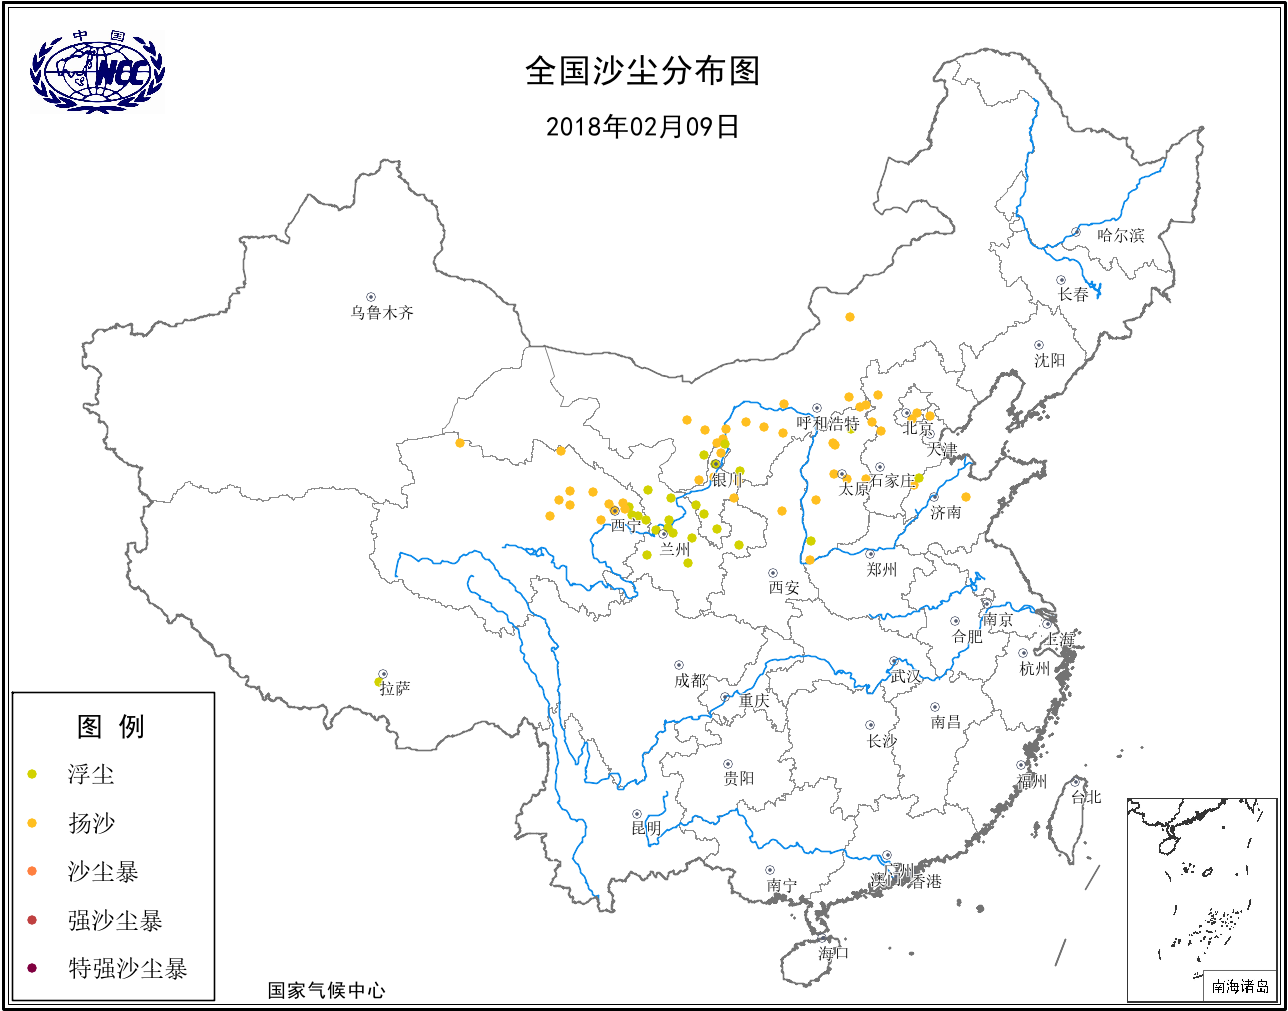 中 国
NCC
全国沙尘分布图
2018年02月09日
哈尔滨
长春
乌鲁木齐
沈阳
呼和浩特
北京
天津
银川
太原
石家庄
济南
西宁
兰州
郑州
西安
南京
合肥
上海
杭州
拉萨
成都
武汉
重庆
南昌
长沙
贵阳
福州
台北
昆明
广州
南宁
澳门
香港
海口
图 例
浮尘
扬沙
沙尘暴
强沙尘暴
特强沙尘暴
国家气候中心
南海诸岛